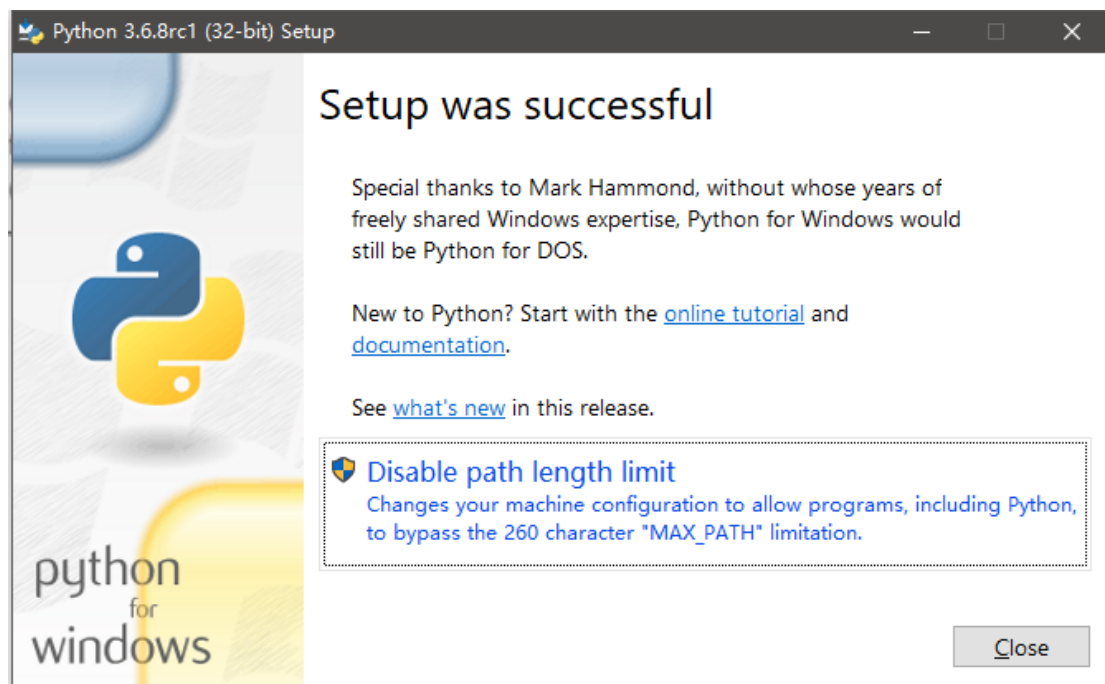 Python 3.6.8rc1 (32-bit) Setup
Setup was successful
Special thanks to Mark Hammond, without whose years of
freely shared Windows expertise, Python for Windows would
still be Python for DOS.
New to Python? Start with the online tutorial and
documentation.
See what's new in this release.
Disable path length limit
Changes your machine configuration to allow programs, including Python,
to bypass the 260 character "MAX_PATH" limitation.
python
for
windows
Close